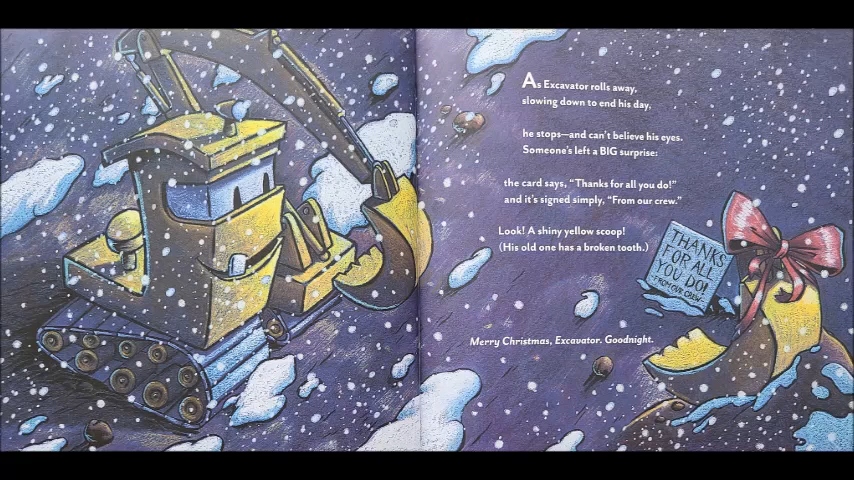 As Excavator rolls away,
slowing down to end his day,
he stops—and can't believe his eyes.
Someone's left a BIG surprise:
the card says, "Thanks for all you do!"
and it's signed simply, "From our crew."
Look! A shiny yellow scoop!
(His old one has a broken tooth.)
THANKS
FOR ALL
YOU DO!
-FROM OUR CREW-
Merry Christmas, Excavator. Goodnight.